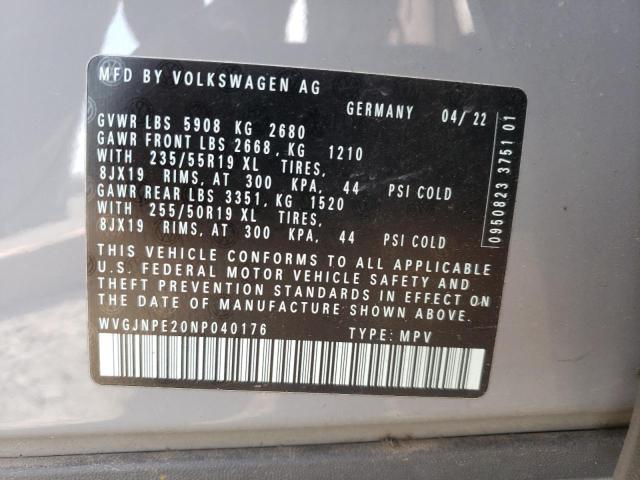 MFD BY VOLKSWAGEN AG
GERMANY 04/ 22
GVWR LBS 5908 KG 2680
GAWR FRONT LBS 2668, KG 1210
WITH 235/55R19 XL TIRES,
8JX19 RIMS, AT 300 KPA, 44 PSI COLD
GAWR REAR LBS 3351, KG 1520
WITH 255/50R19 XL TIRES,
8JX19 RIMS, AT 300 KPA, 44 PSI COLD
THIS VEHICLE CONFORMS TO ALL APPLICABLE
U.S. FEDERAL MOTOR VEHICLE SAFETY AND
THEFT PREVENTION STANDARDS IN EFFECT ON
THE DATE OF MANUFACTURE SHOWN ABOVE.
WVGJNPE20NP040176 TYPE: MPV
0950823 3751 01